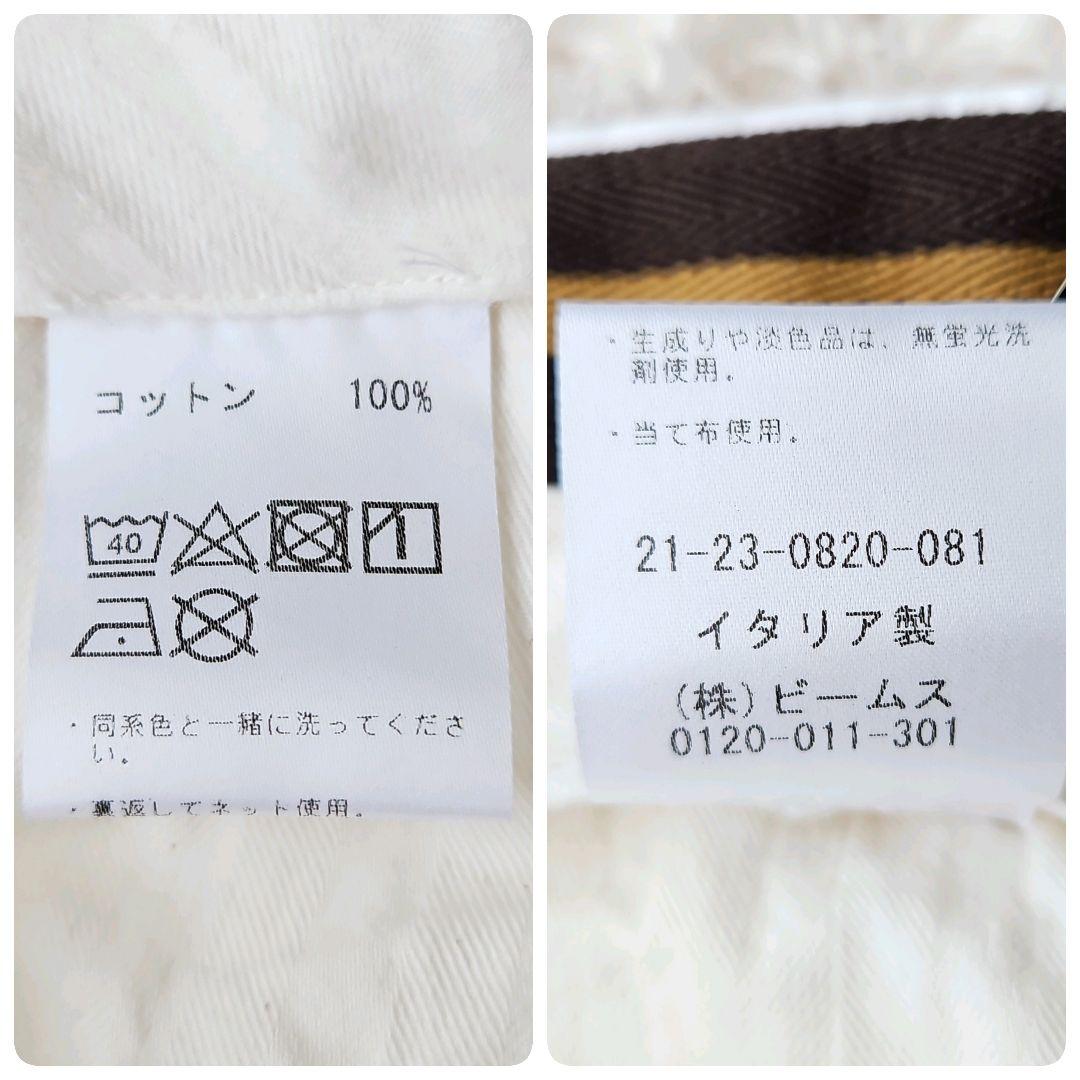 コットン 100%
40
・同系色と一緒に洗ってくださ
い。
・裏返してネット使用。
・生成りや淡色品は、無蛍光洗
剤使用。
・当て布使用。
21-23-0820-081
イタリア製
(株)ビームス
0120-011-301